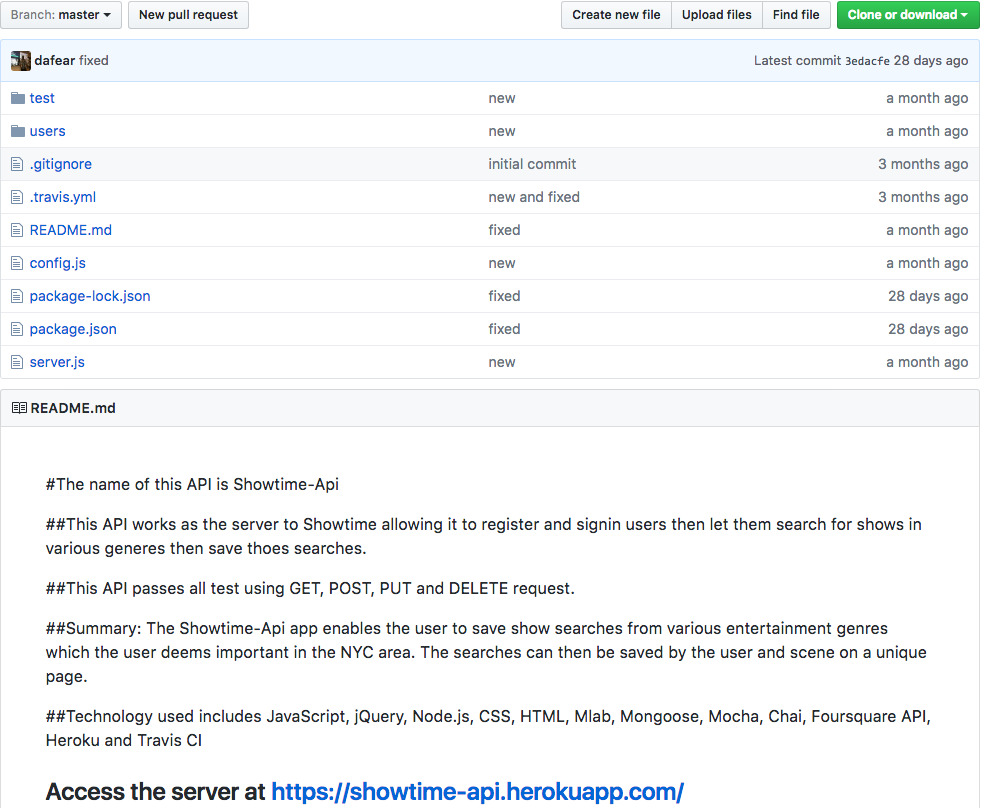 Branch: master New pull request Create new file Upload files Find file Clone or download
dafear fixed Latest commit 3edacfe 28 days ago
test new a month ago
users new a month ago
.gitignore initial commit 3 months ago
.travis.yml new and fixed 3 months ago
README.md fixed a month ago
config.js new a month ago
package-lock.json fixed 28 days ago
package.json fixed 28 days ago
server.js new a month ago
README.md
#The name of this API is Showtime-Api
##This API works as the server to Showtime allowing it to register and signin users then let them search for shows in
various generes then save thoes searches.
##This API passes all test using GET, POST, PUT and DELETE request.
##Summary: The Showtime-Api app enables the user to save show searches from various entertainment genres
which the user deems important in the NYC area. The searches can then be saved by the user and scene on a unique
page.
##Technology used includes JavaScript, jQuery, Node.js, CSS, HTML, Mlab, Mongoose, Mocha, Chai, Foursquare API,
Heroku and Travis CI
Access the server at https://showtime-api.herokuapp.com/